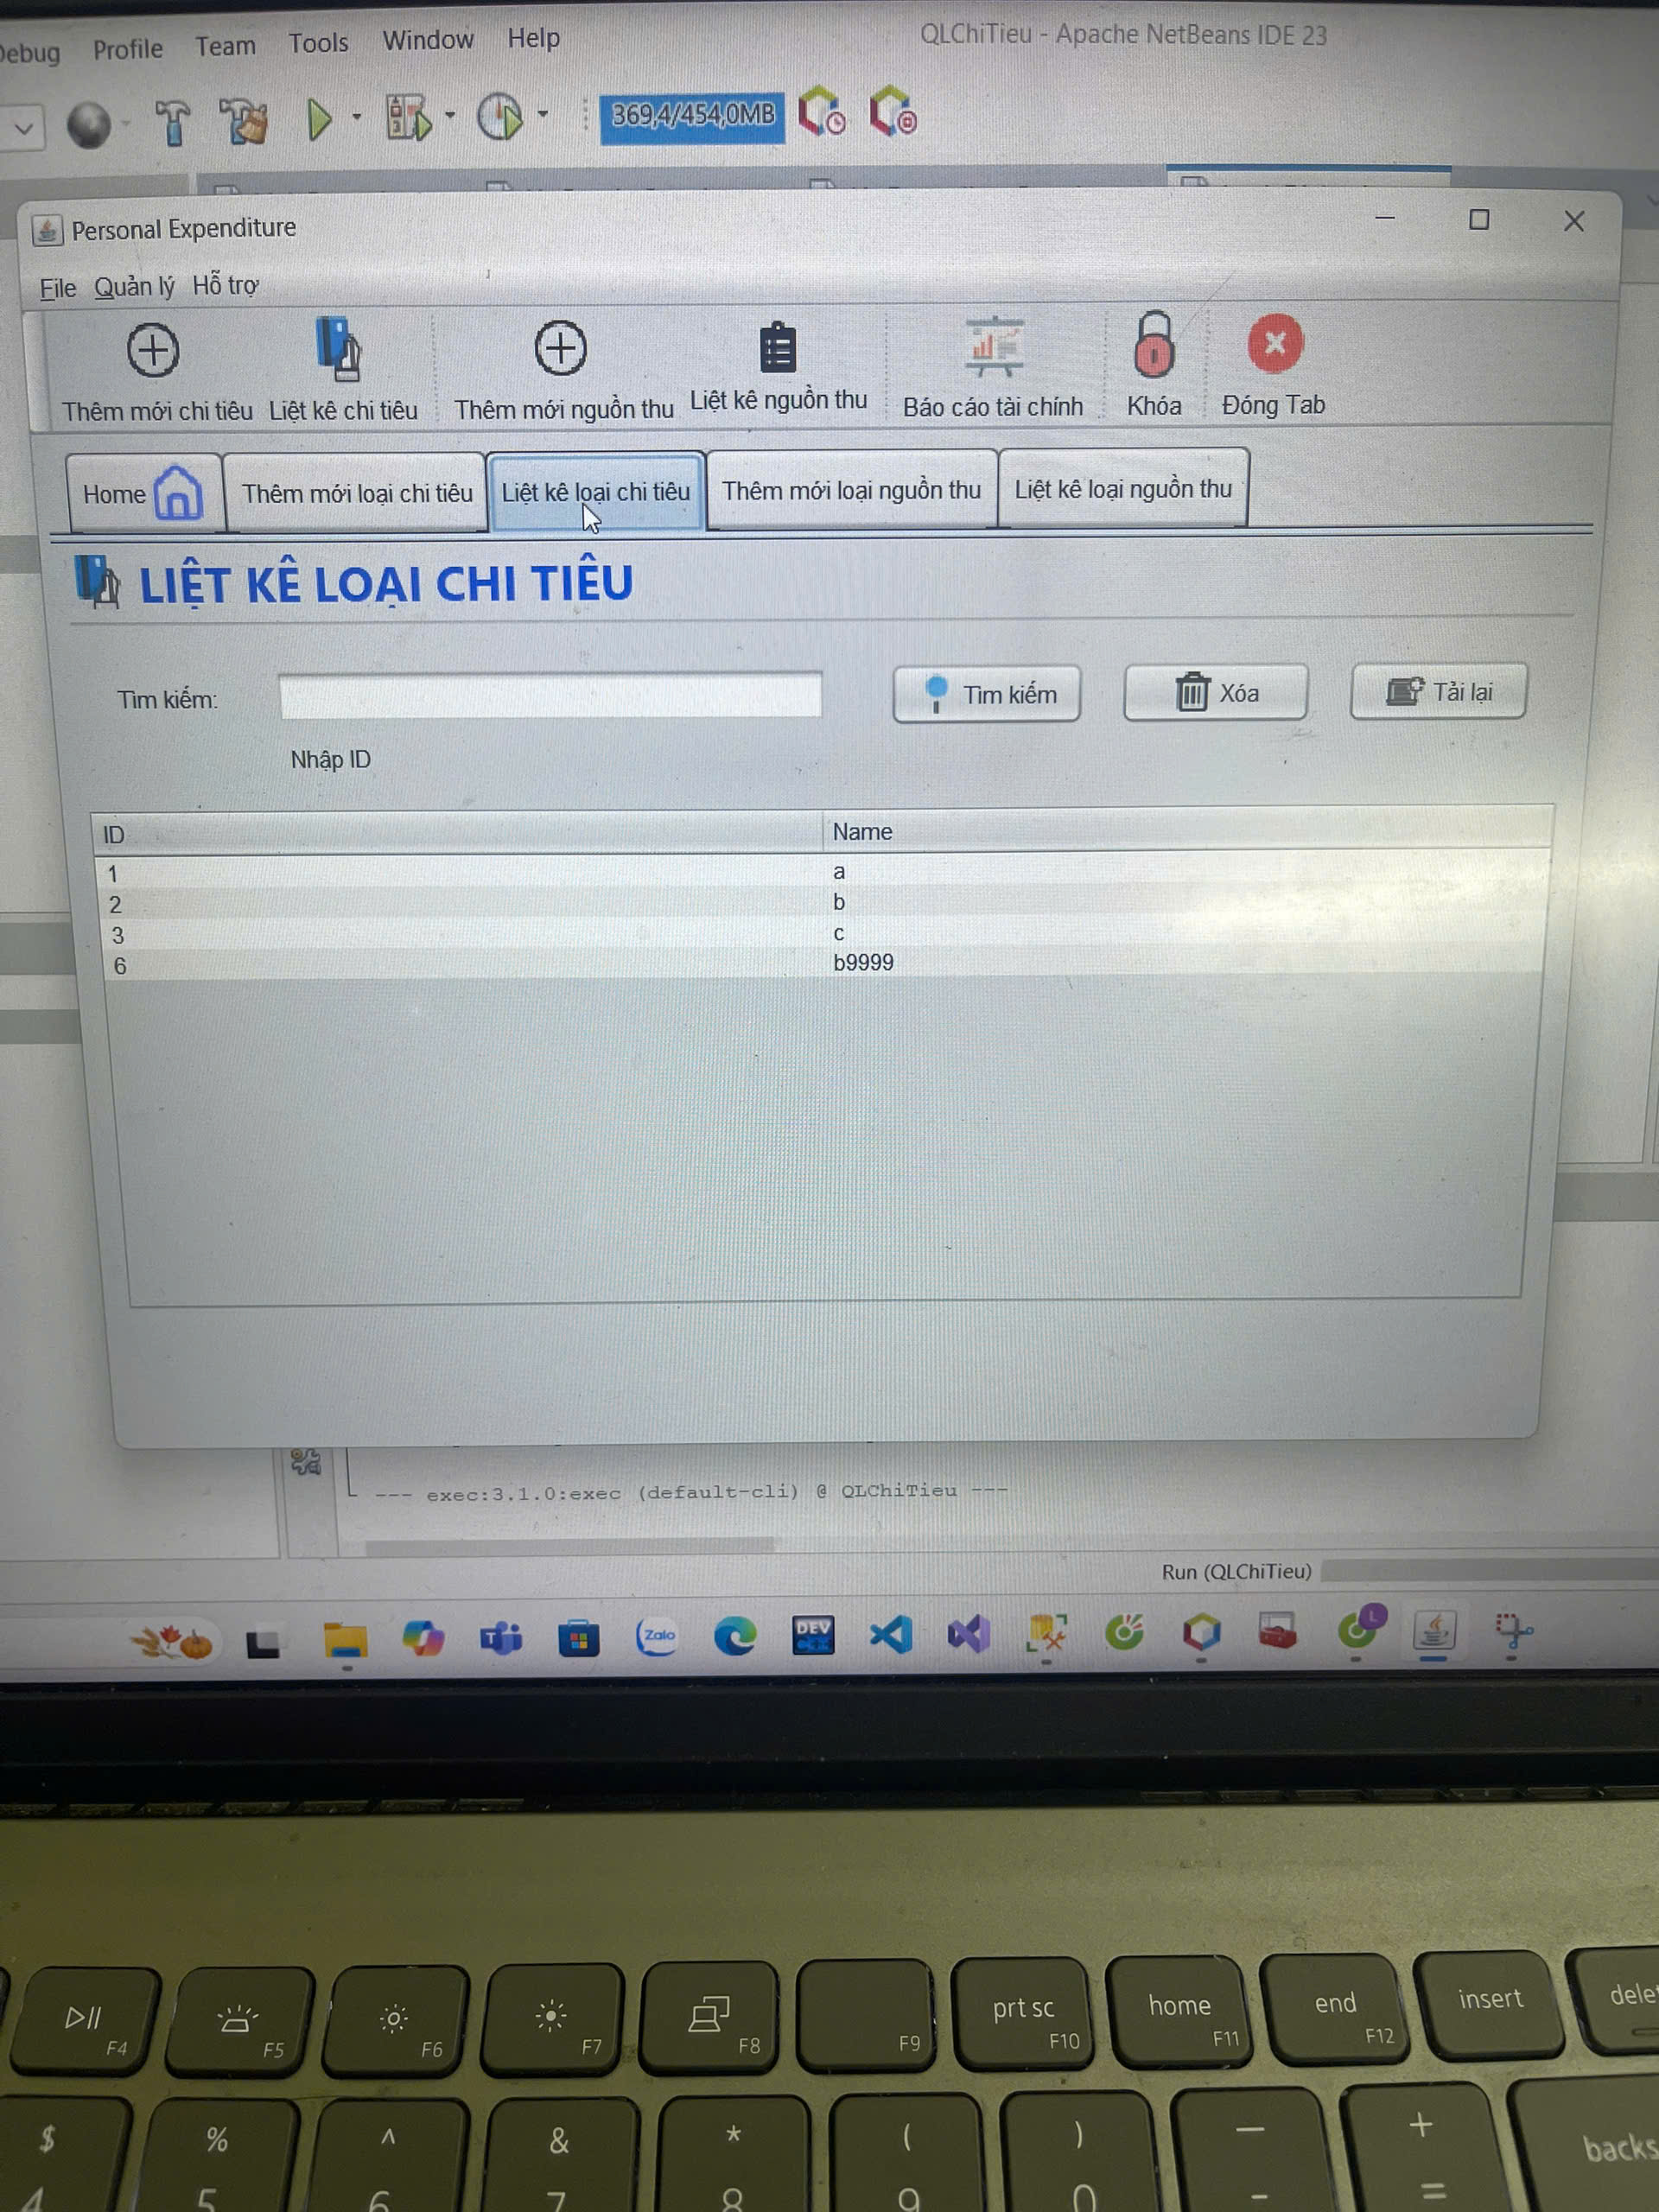 Debug Profile Team Tools Window Help QLChiTieu - Apache NetBeans IDE 23
369,4/454,0MB
Personal Expenditure
File Quản lý Hỗ trợ
Thêm mới chi tiêu Liệt kê chi tiêu Thêm mới nguồn thu Liệt kê nguồn thu Báo cáo tài chính Khóa Đóng Tab
Home Thêm mới loại chi tiêu Liệt kê loại chi tiêu Thêm mới loại nguồn thu Liệt kê loại nguồn thu
LIỆT KÊ LOẠI CHI TIÊU
Tìm kiếm: Tìm kiếm Xóa Tải lại
Nhập ID
ID Name
1 a
2 b
3 c
6 b9999
--- exec:3.1.0:exec (default-cli) @ QLChiTieu ---
Run (QLChiTieu)
Zalo DEV L
F4 F5 F6 F7 F8 F9 prt sc F10 home F11 end F12 insert dele
$ % ^ & * ( ) — + backs
4 5 6 7 8 9 0 - =